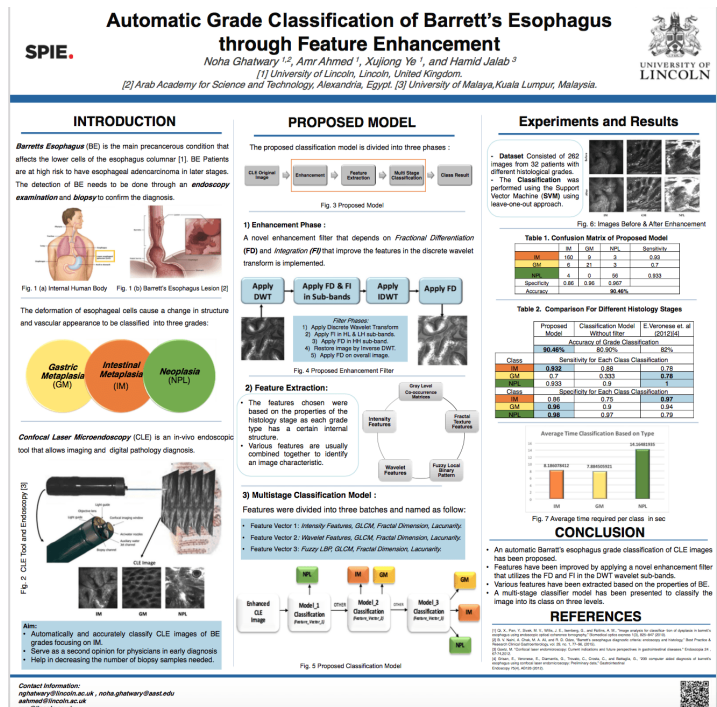 Automatic Grade Classification of Barrett's Esophagus
through Feature Enhancement
SPIE.
Noha Ghatwary 1,2, Amr Ahmed 1, Xujiong Ye 1, and Hamid Jalab 3
[1] University of Lincoln, Lincoln, United Kingdom.
[2] Arab Academy for Science and Technology, Alexandria, Egypt. [3] University of Malaya,Kuala Lumpur, Malaysia.
UNIVERSITY OF
LINCOLN
INTRODUCTION
Barretts Esophagus (BE) is the main precancerous condition that
affects the lower cells of the esophagus columnar [1]. BE Patients
are at high risk to have esophageal adencarcinoma in later stages.
The detection of BE needs to be done through an endoscopy
examination and biopsy to confirm the diagnosis.
Fig. 1 (a) Internal Human Body
Fig. 1 (b) Barrett's Esophagus Lesion [2]
The deformation of esophageal cells cause a change in structure
and vascular appearance to be classified into three grades:
Gastric
Metaplasia
(GM)
Intestinal
Metaplasia
(IM)
Neoplasia
(NPL)
Confocal Laser Microendoscopy (CLE) is an in-vivo endoscopic
tool that allows imaging and digital pathology diagnosis.
Fig. 2 CLE Tool and Endoscopy [3]
CLE Image
IM
GM
NPL
Aim:
• Automatically and accurately classify CLE images of BE
grades focusing on IM.
• Serve as a second opinion for physicians in early diagnosis
• Help in decreasing the number of biopsy samples needed.
PROPOSED MODEL
The proposed classification model is divided into three phases :
CLE Original
Image
Enhancement
Feature
Extraction
Multi Stage
Classification
Class Result
Fig. 3 Proposed Model
1) Enhancement Phase :
A novel enhancement filter that depends on Fractional Differentiation
(FD) and Integration (FI) that improve the features in the discrete wavelet
transform is implemented.
Apply
DWT
Apply FD & FI
in Sub-bands
Apply
IDWT
Apply FD
Filter Phases:
1) Apply Discrete Wavelet Transform
2) Apply FI in HL & LH sub-bands.
3) Apply FD in HH sub-band.
4) Restore image by Inverse DWT.
5) Apply FD on overall image.
Fig. 4 Proposed Enhancement Filter
2) Feature Extraction:
• The features chosen were
based on the properties of the
histology stage as each grade
type has a certain internal
structure.
• Various features are usually
combined together to identify
an image characteristic.
Gray Level
Co-occurrence
Matrices
Intensity
Features
Fractal
Texture
Features
Wavelet
Features
Fuzzy Local
Binary
Pattern
3) Multistage Classification Model :
Features were divided into three batches and named as follow:
• Feature Vector 1: Intensity Features, GLCM, Fractal Dimension, Lacunarity.
• Feature Vector 2: Wavelet Features, GLCM, Fractal Dimension, Lacunarity.
• Feature Vector 3: Fuzzy LBP, GLCM, Fractal Dimension, Lacunarity.
NPL
IM
GM
GM
Enhanced
CLE
Image
Model_1
Classification
(Feature_Vector_1)
OTHER
Model_2
Classification
(Feature_Vector_2)
OTHER
Model_3
Classification
(Feature_Vector_3)
IM
NPL
Fig. 5 Proposed Classification Model
Experiments and Results
• Dataset Consisted of 262
images from 32 patients with
different histological grades.
• The Classification was
performed using the Support
Vector Machine (SVM) using
leave-one-out approach.
Fig. 6: Images Before & After Enhancement
Table 1. Confusion Matrix of Proposed Model
IM GM NPL Sensitivity
IM 160 9 3 0.93
GM 6 21 3 0.7
NPL 4 0 56 0.933
Specificity 0.86 0.96 0.967
Accuracy 90.46%
Table 2. Comparison For Different Histology Stages
Proposed
Model
Classification Model
Without filter
E.Veronese et. al
(2012)[4]
Accuracy of Grade Classification
90.46% 80.90% 82%
Class Sensitivity for Each Class Classification
IM 0.932 0.88 0.78
GM 0.7 0.333 0.78
NPL 0.933 0.9 1
Class Specificity for Each Class Classification
IM 0.86 0.75 0.97
GM 0.96 0.9 0.94
NPL 0.98 0.97 0.79
Average Time Classification Based on Type
IM
GM
NPL
Fig. 7 Average time required per class in sec
CONCLUSION
• An automatic Barratt's esophagus grade classification of CLE images
has been proposed.
• Features have been improved by applying a novel enhancement filter
that utilizes the FD and FI in the DWT wavelet sub-bands.
• Various features have been extracted based on the properties of BE.
• A multi-stage classifier model has been presented to classify the
image into its class on three levels.
REFERENCES
Contact Information:
nghatwary@lincoln.ac.uk , noha.ghatwary@aast.edu
aahmed@lincoln.ac.uk